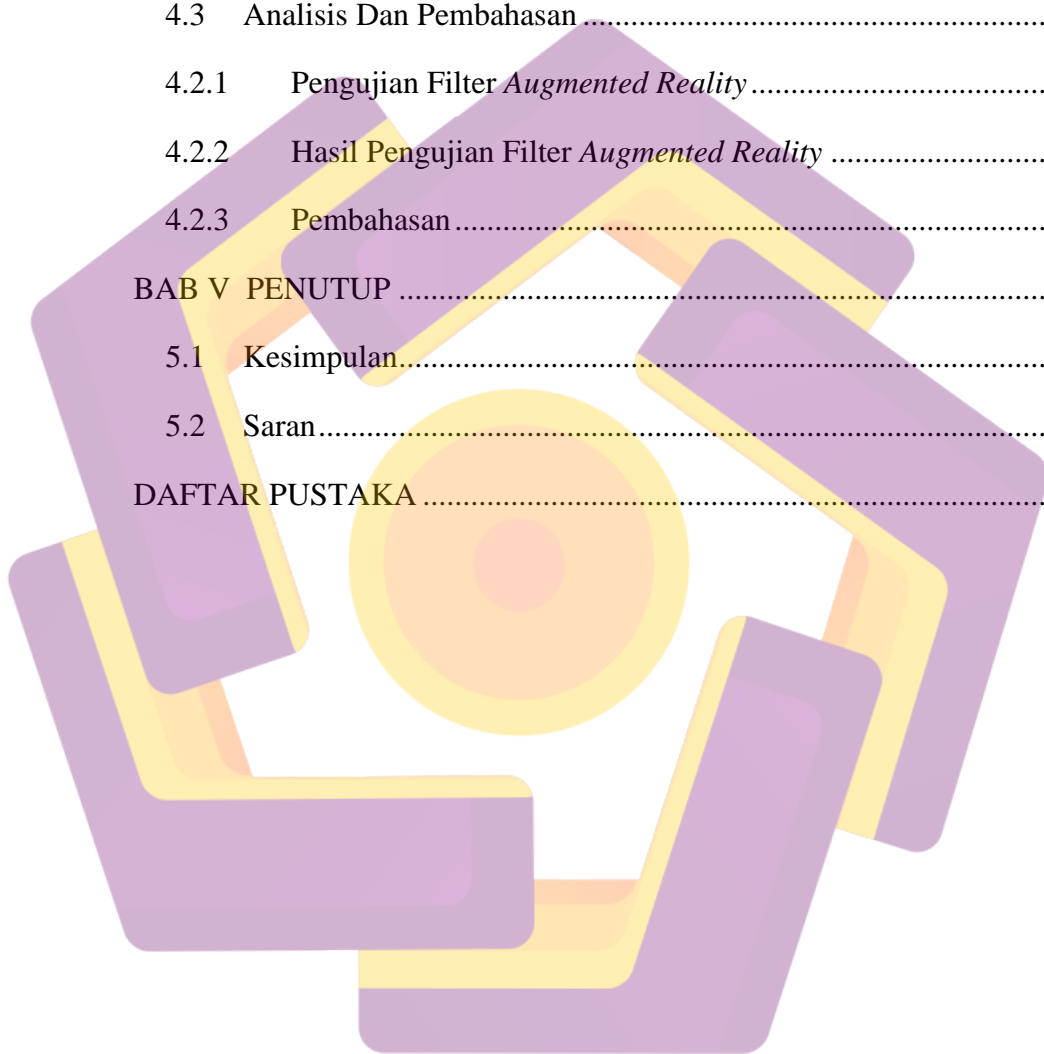 4.3 Analisis Dan Pembahasan ........................................................
4.2.1 Pengujian Filter Augmented Reality ....................................
4.2.2 Hasil Pengujian Filter Augmented Reality ..........................
4.2.3 Pembahasan ........................................................................
BAB V PENUTUP ................................................................................
5.1 Kesimpulan................................................................................
5.2 Saran...........................................................................................
DAFTAR PUSTAKA ............................................................................